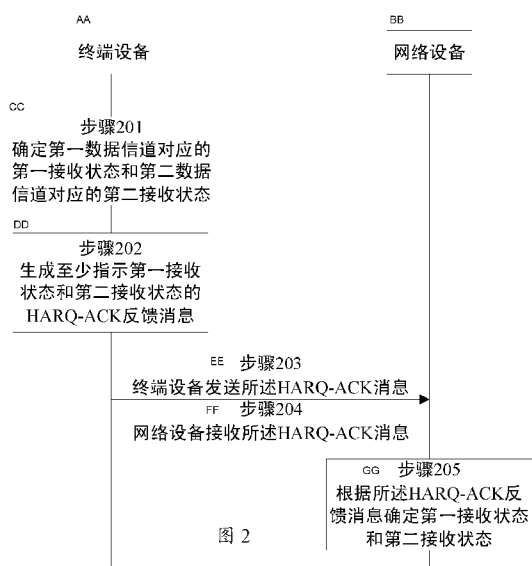 AA
终端设备
BB
网络设备
CC
步骤201
确定第一数据信道对应的
第一接收状态和第二数据
信道对应的第二接收状态
DD
步骤202
生成至少指示第一接收
状态和第二接收状态的
HARQ-ACK反馈消息
EE 步骤203
终端设备发送所述HARQ-ACK消息
FF 步骤204
网络设备接收所述HARQ-ACK消息
GG 步骤205
根据所述HARQ-ACK反
馈消息确定第一接收状态
和第二接收状态
图 2